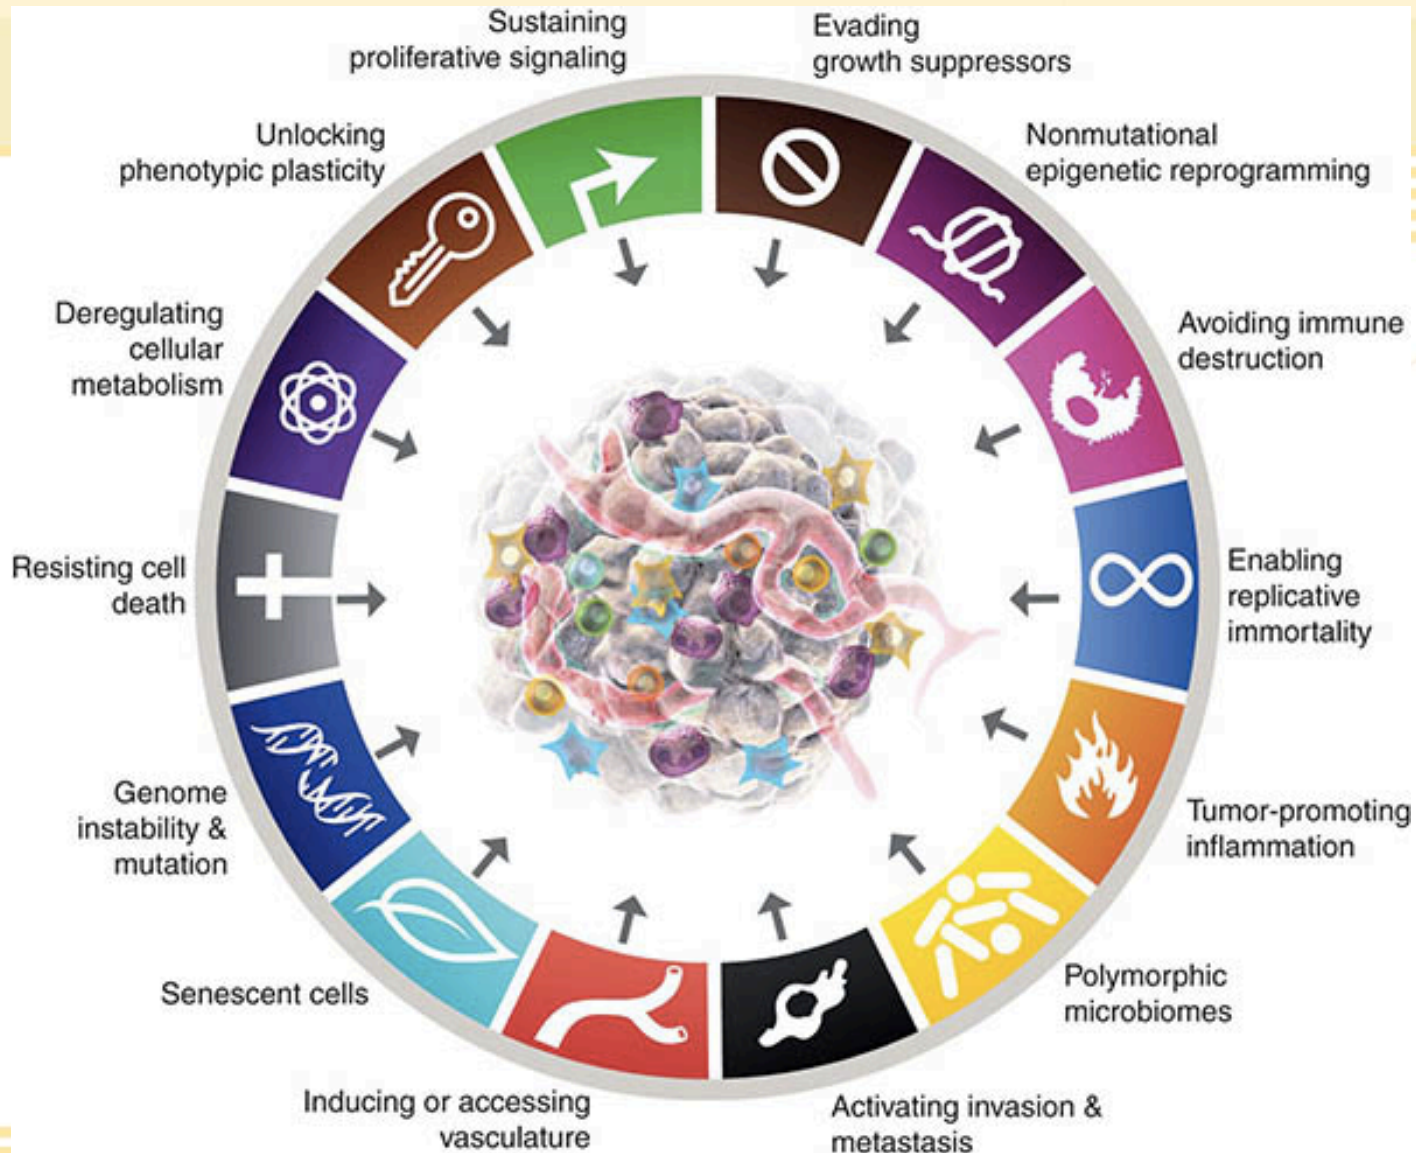 Sustaining
proliferative signaling
Evading
growth suppressors
Nonmutational
epigenetic reprogramming
Avoiding immune
destruction
Enabling
replicative
immortality
Tumor-promoting
inflammation
Polymorphic
microbiomes
Activating invasion &
metastasis
Inducing or accessing
vasculature
Senescent cells
Genome
instability &
mutation
Resisting cell
death
Deregulating
cellular
metabolism
Unlocking
phenotypic plasticity